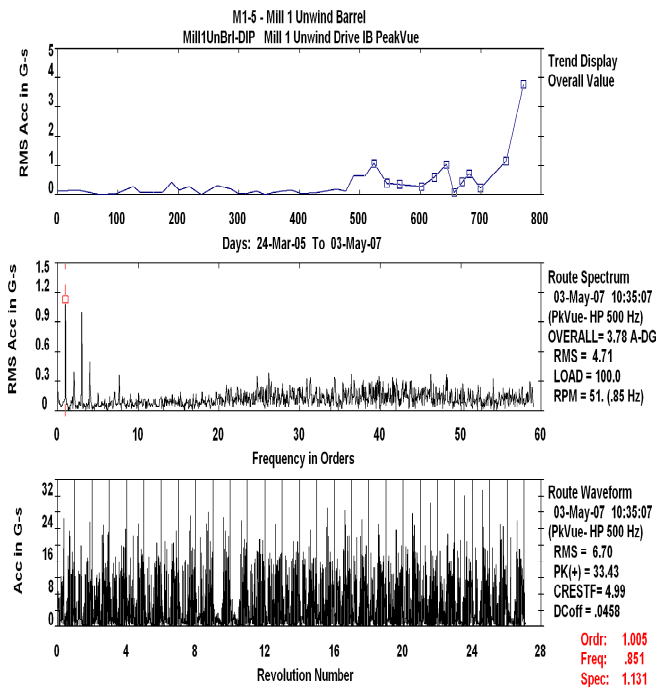 M1-5 - Mill 1 Unwind Barrel
Mill1UnBrl-DIP Mill 1 Unwind Drive IB PeakVue
RMS Acc in G-s
5
4
3
2
1
0
0 100 200 300 400 500 600 700 800
Days: 24-Mar-05 To 03-May-07
Trend Display
Overall Value
RMS Acc in G-s
1.5
1.2
0.9
0.6
0.3
0
0 10 20 30 40 50 60
Frequency in Orders
Route Spectrum
03-May-07 10:35:07
(PkVue- HP 500 Hz)
OVERALL= 3.78 A-DG
RMS = 4.71
LOAD = 100.0
RPM = 51. (.85 Hz)
Acc in G-s
32
24
16
8
0
0 4 8 12 16 20 24 28
Revolution Number
Route Waveform
03-May-07 10:35:07
(PkVue- HP 500 Hz)
RMS = 6.70
PK(+) = 33.43
CRESTF= 4.99
DCoff = .0458
Ordr: 1.005
Freq: .851
Spec: 1.131